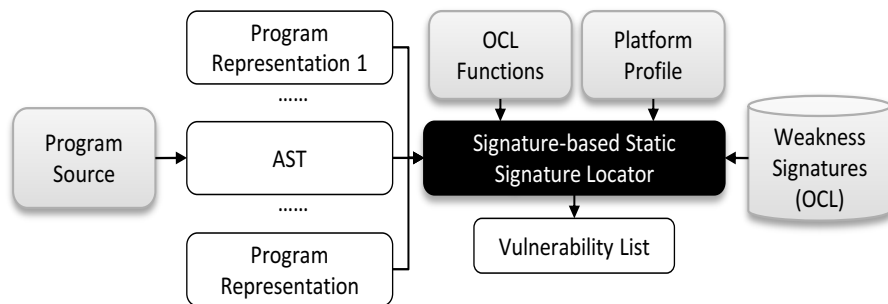 Program
Representation 1
......
Program
Source
AST
......
Program
Representation
OCL
Functions
Platform
Profile
Signature-based Static
Signature Locator
Weakness
Signatures
(OCL)
Vulnerability List